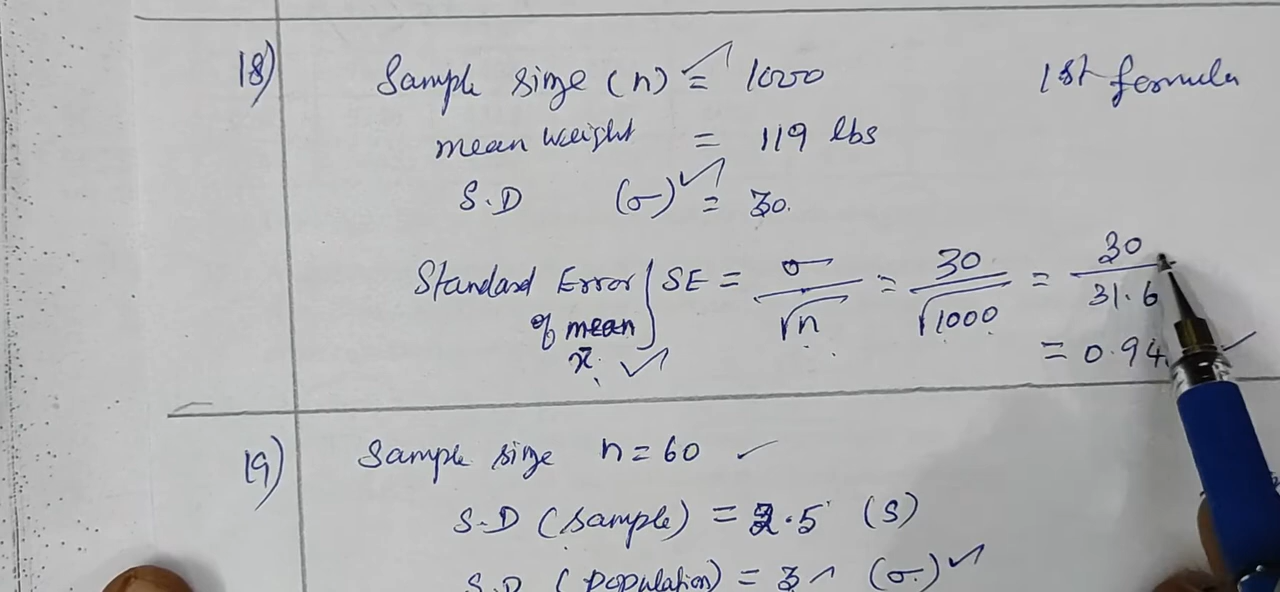 18) Sample size (n) = 1000 1st formula
mean weight = 119 lbs
S.D (σ) = 30.
Standard Error SE = σ/√n = 30/√1000 = 30/31.6
of mean
x̄. = 0.94
19) Sample size n = 60
S.D (sample) = 2.5 (s)
S.D (population) = 3 (σ)